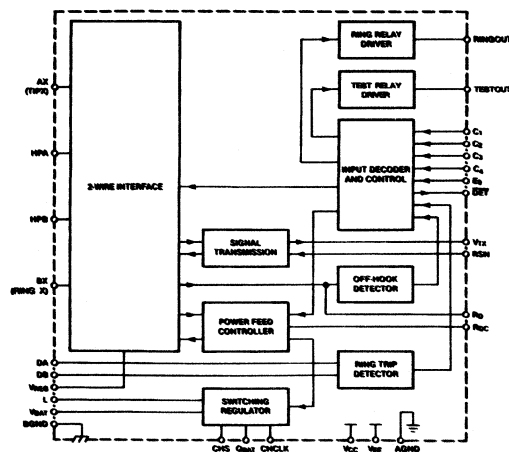 RING RELAY
DRIVER
RINGOUT
TEST RELAY
DRIVER
TESTOUT
AX
(TIPX)
HPA
2-WIRE INTERFACE
HPB
BX
(RING X)
INPUT DECODER
AND CONTROL
C1
C2
C3
C4
E0
DET
SIGNAL
TRANSMISSION
VTX
RSN
OFF-HOOK
DETECTOR
POWER FEED
CONTROLLER
RD
RDC
DA
DB
RING TRIP
DETECTOR
VREG
L
VBAT
BGND
SWITCHING
REGULATOR
CHS
QBAT
CHCLK
VCC
VEE
AGND